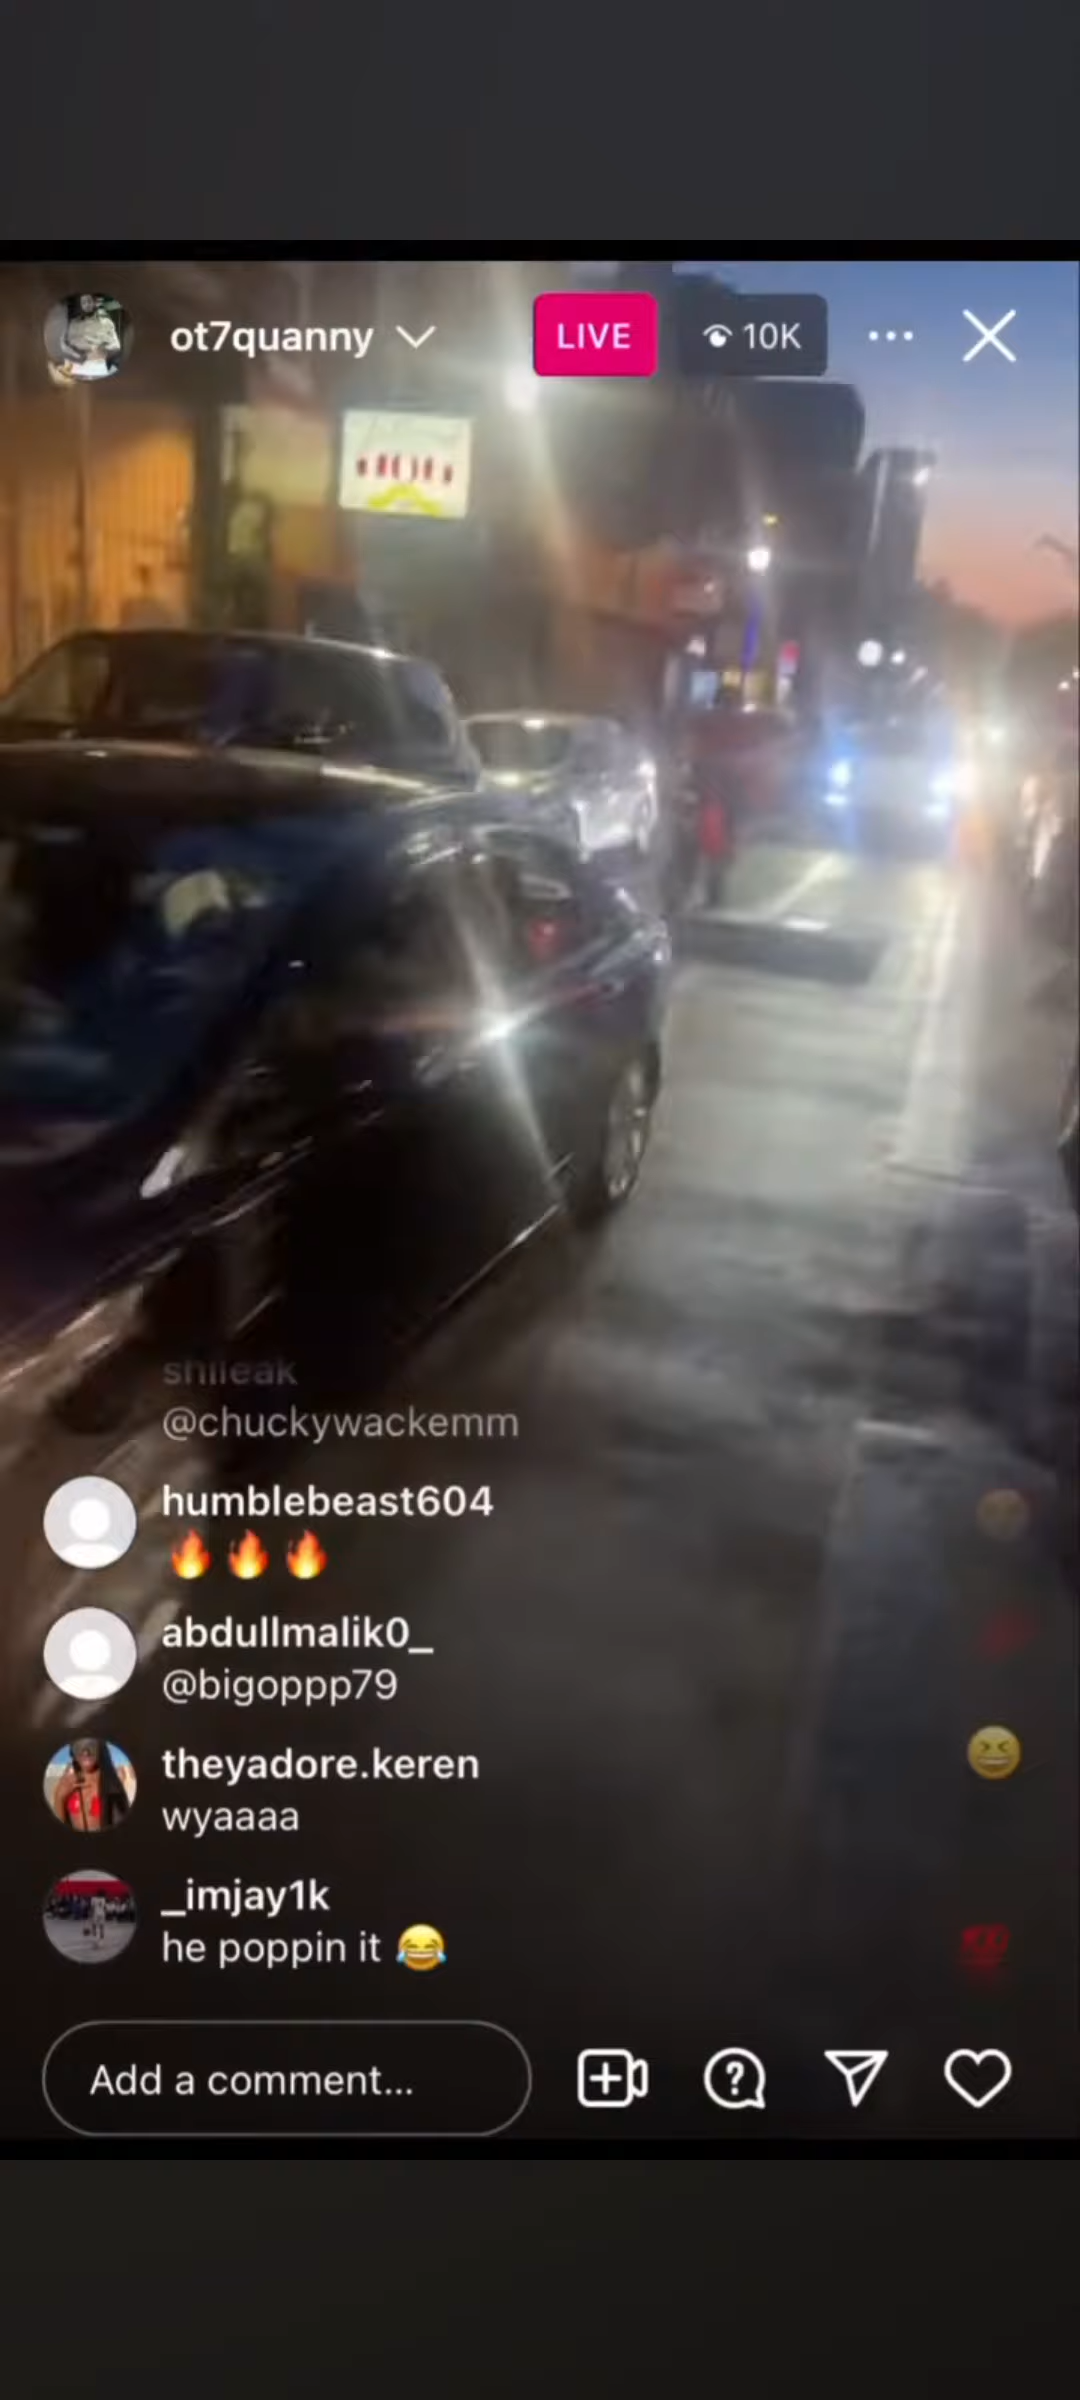 ot7quanny
LIVE
10K
@chuckywackemm
humblebeast604
🔥 🔥 🔥
abdullmalik0_
@bigoppp79
theyadore.keren
wyaaaa
_imjay1k
he poppin it 😂
Add a comment...